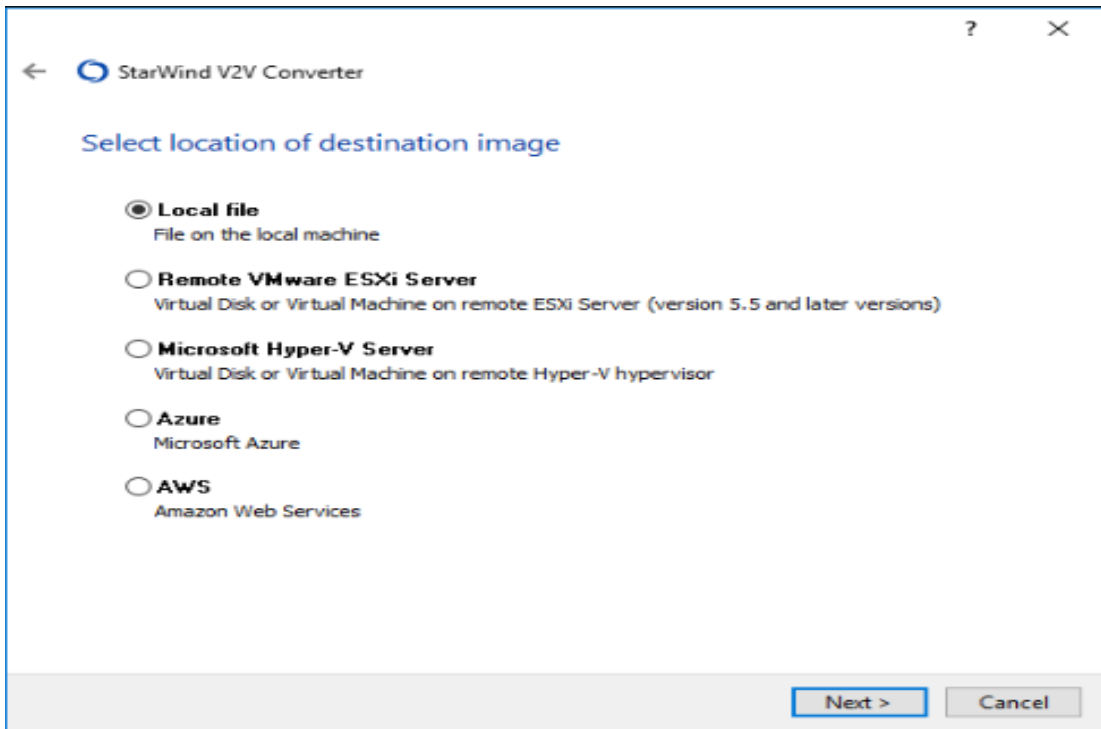 ?
StarWind V2V Converter
Select location of destination image
Local file
File on the local machine
Remote VMware ESXi Server
Virtual Disk or Virtual Machine on remote ESXi Server (version 5.5 and later versions)
Microsoft Hyper-V Server
Virtual Disk or Virtual Machine on remote Hyper-V hypervisor
Azure
Microsoft Azure
AWS
Amazon Web Services
Next > Cancel